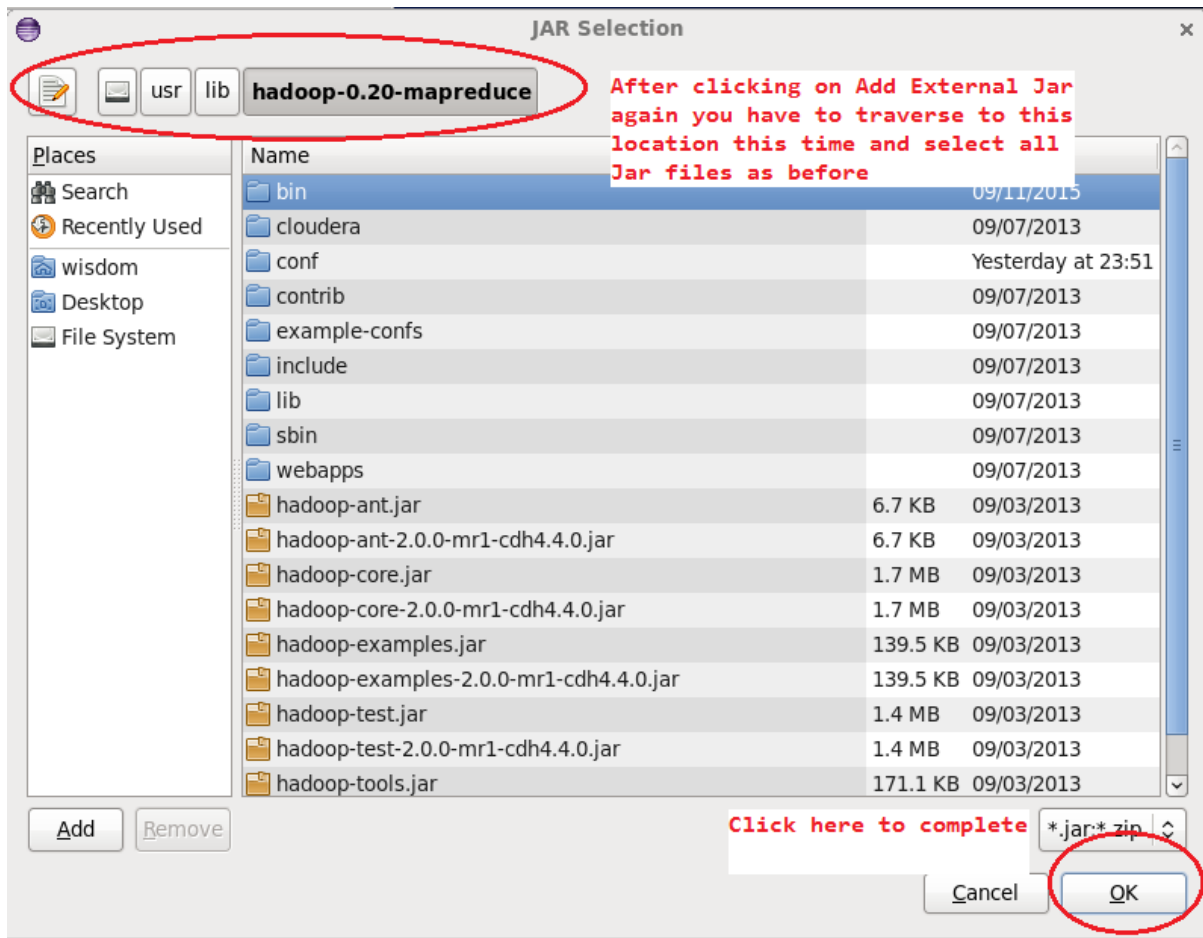 JAR Selection
usr lib hadoop-0.20-mapreduce
After clicking on Add External Jar
again you have to traverse to this
location this time and select all
Jar files as before
Places
Search
Recently Used
wisdom
Desktop
File System
Name
bin 09/11/2015
cloudera 09/07/2013
conf Yesterday at 23:51
contrib 09/07/2013
example-confs 09/07/2013
include 09/07/2013
lib 09/07/2013
sbin 09/07/2013
webapps 09/07/2013
hadoop-ant.jar 6.7 KB 09/03/2013
hadoop-ant-2.0.0-mr1-cdh4.4.0.jar 6.7 KB 09/03/2013
hadoop-core.jar 1.7 MB 09/03/2013
hadoop-core-2.0.0-mr1-cdh4.4.0.jar 1.7 MB 09/03/2013
hadoop-examples.jar 139.5 KB 09/03/2013
hadoop-examples-2.0.0-mr1-cdh4.4.0.jar 139.5 KB 09/03/2013
hadoop-test.jar 1.4 MB 09/03/2013
hadoop-test-2.0.0-mr1-cdh4.4.0.jar 1.4 MB 09/03/2013
hadoop-tools.jar 171.1 KB 09/03/2013
Add Remove
Click here to complete
*.jar;*.zip
Cancel OK